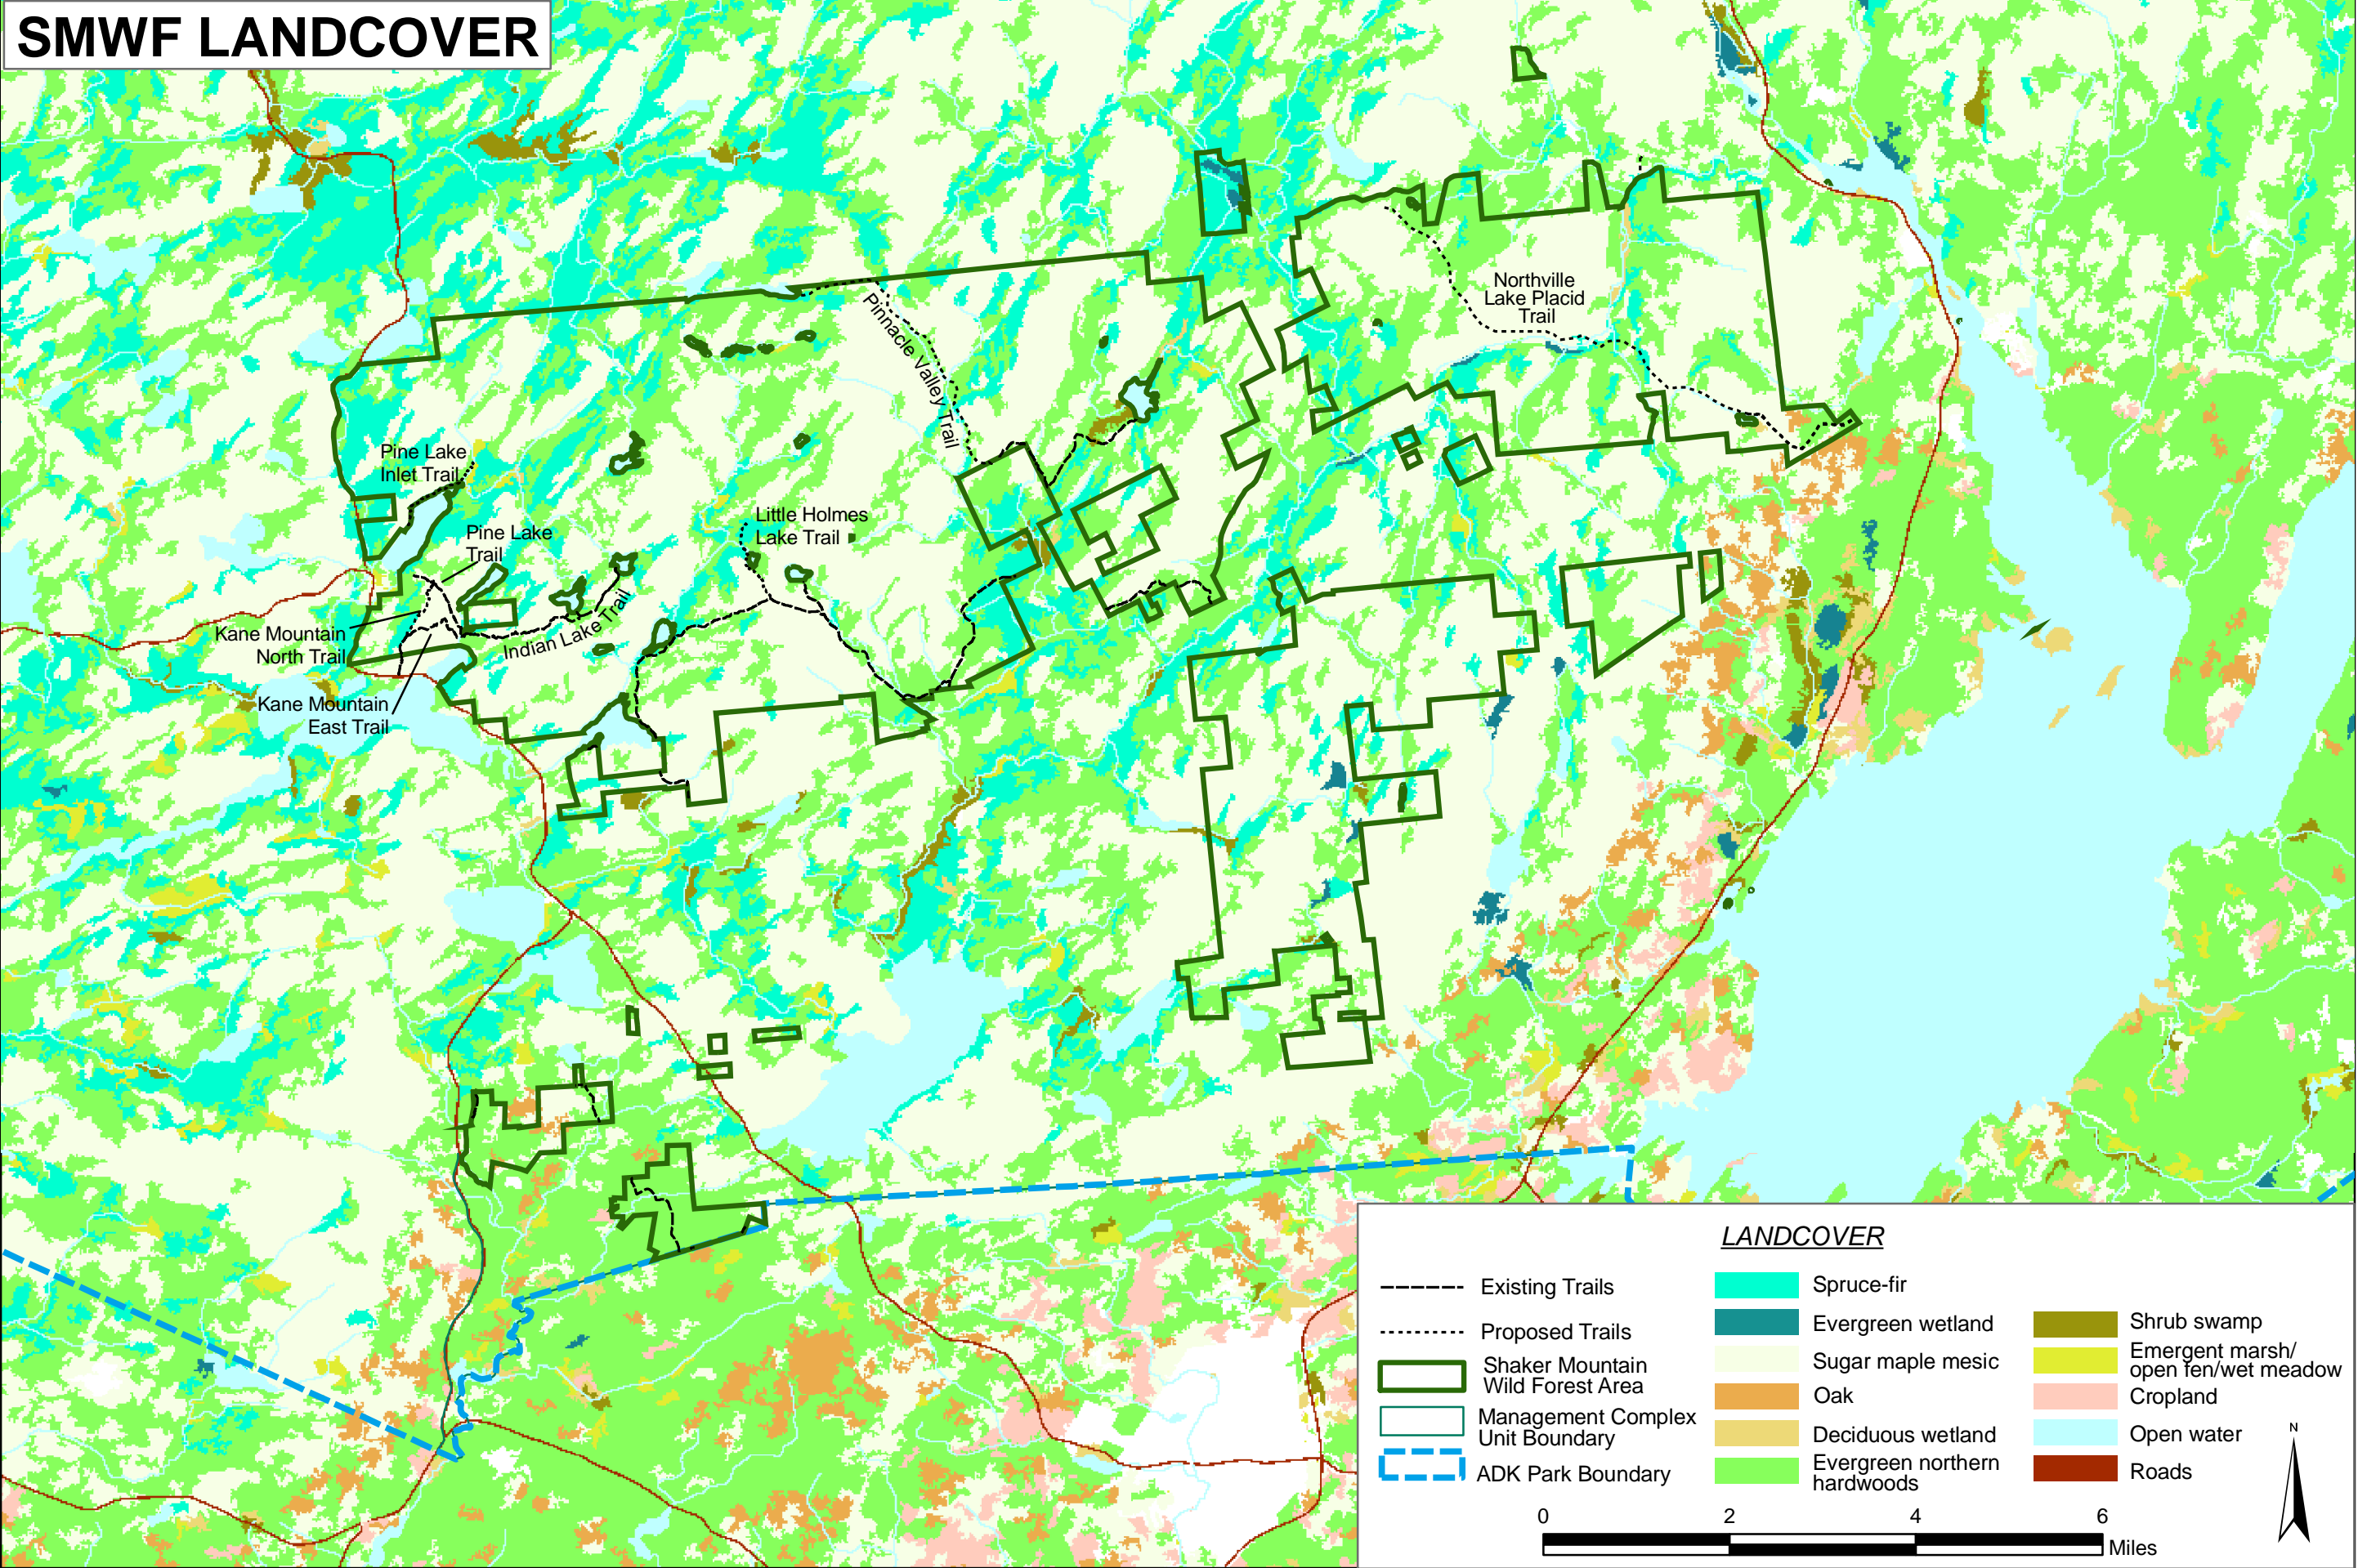 SMWF LANDCOVER
Northville
Lake Placid
Trail
Pinnacle Valley Trail
Pine Lake
Inlet Trail
Little Holmes
Lake Trail
Pine Lake
Trail
Kane Mountain
North Trail
Indian Lake Trail
Kane Mountain
East Trail
LANDCOVER
Existing Trails
Proposed Trails
Shaker Mountain
Wild Forest Area
Management Complex
Unit Boundary
ADK Park Boundary
Spruce-fir
Evergreen wetland
Sugar maple mesic
Oak
Deciduous wetland
Evergreen northern
hardwoods
Shrub swamp
Emergent marsh/
open fen/wet meadow
Cropland
Open water
Roads
N
0 2 4 6
Miles